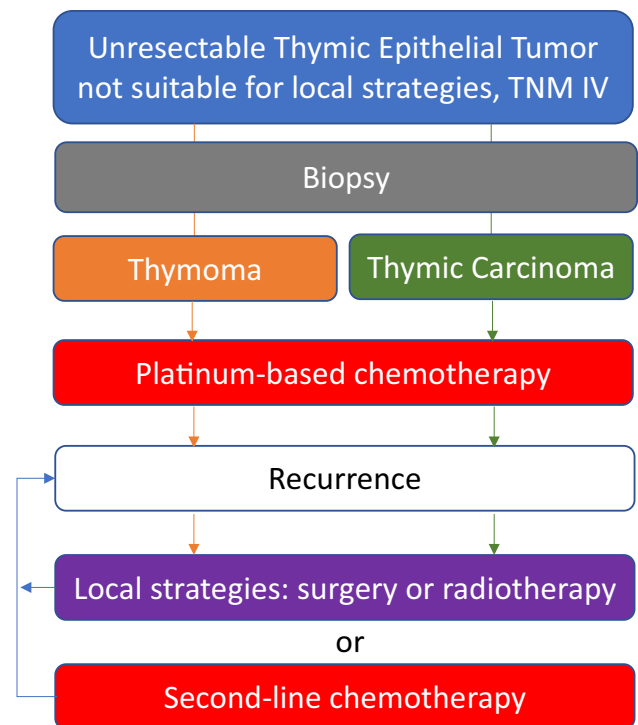 Unresectable Thymic Epithelial Tumor
not suitable for local strategies, TNM IV
Biopsy
Thymoma
Thymic Carcinoma
Platinum-based chemotherapy
Recurrence
Local strategies: surgery or radiotherapy
or
Second-line chemotherapy